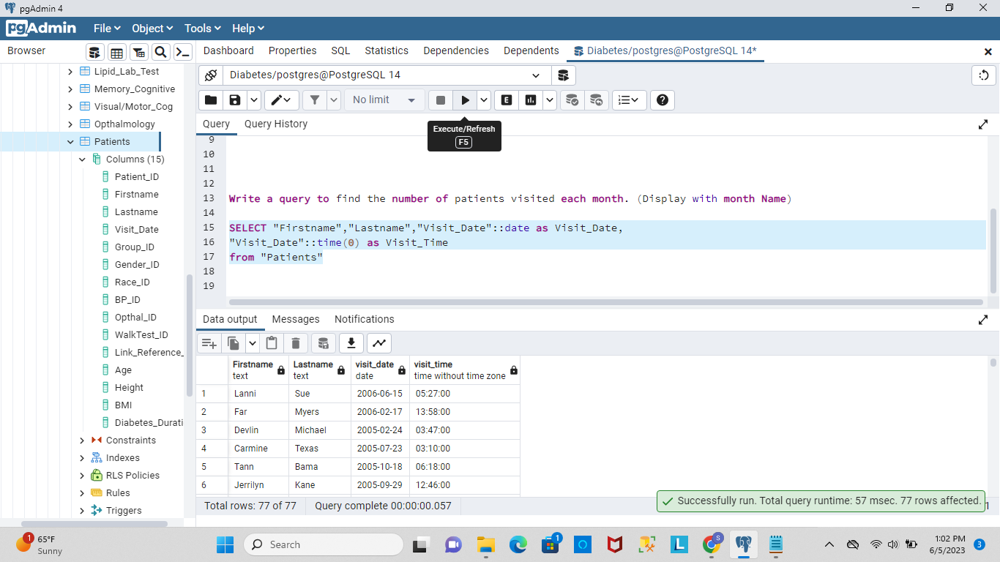 pgAdmin 4
pgAdmin
File Object Tools Help
Browser
Dashboard Properties SQL Statistics Dependencies Dependents Diabetes/postgres@PostgreSQL 14*
Lipid_Lab_Test
Memory_Cognitive
Visual/Motor_Cog
Opthalmology
Patients
Columns (15)
Patient_ID
Firstname
Lastname
Visit_Date
Group_ID
Gender_ID
Race_ID
BP_ID
Opthal_ID
WalkTest_ID
Link_Reference_
Age
Height
BMI
Diabetes_Durati
Constraints
Indexes
RLS Policies
Rules
Triggers
Diabetes/postgres@PostgreSQL 14
No limit
E
Query Query History
Execute/Refresh
F5
9
10
11
12
13 Write a query to find the number of patients visited each month. (Display with month Name)
14
15 SELECT "Firstname","Lastname","Visit_Date"::date as Visit_Date,
16 "Visit_Date"::time(0) as Visit_Time
17 from "Patients"
18
19
Data output Messages Notifications
Firstname Lastname visit_date visit_time
text text date time without time zone
1 Lanni Sue 2006-06-15 05:27:00
2 Far Myers 2006-02-17 13:58:00
3 Devlin Michael 2005-02-24 03:47:00
4 Carmine Texas 2005-07-23 03:10:00
5 Tann Bama 2005-10-18 06:18:00
6 Jerrilyn Kane 2005-09-29 12:46:00
Total rows: 77 of 77 Query complete 00:00:00.057
Successfully run. Total query runtime: 57 msec. 77 rows affected.
1
1
65°F
Sunny
Search
1
L
S
1:02 PM
6/5/2023
3